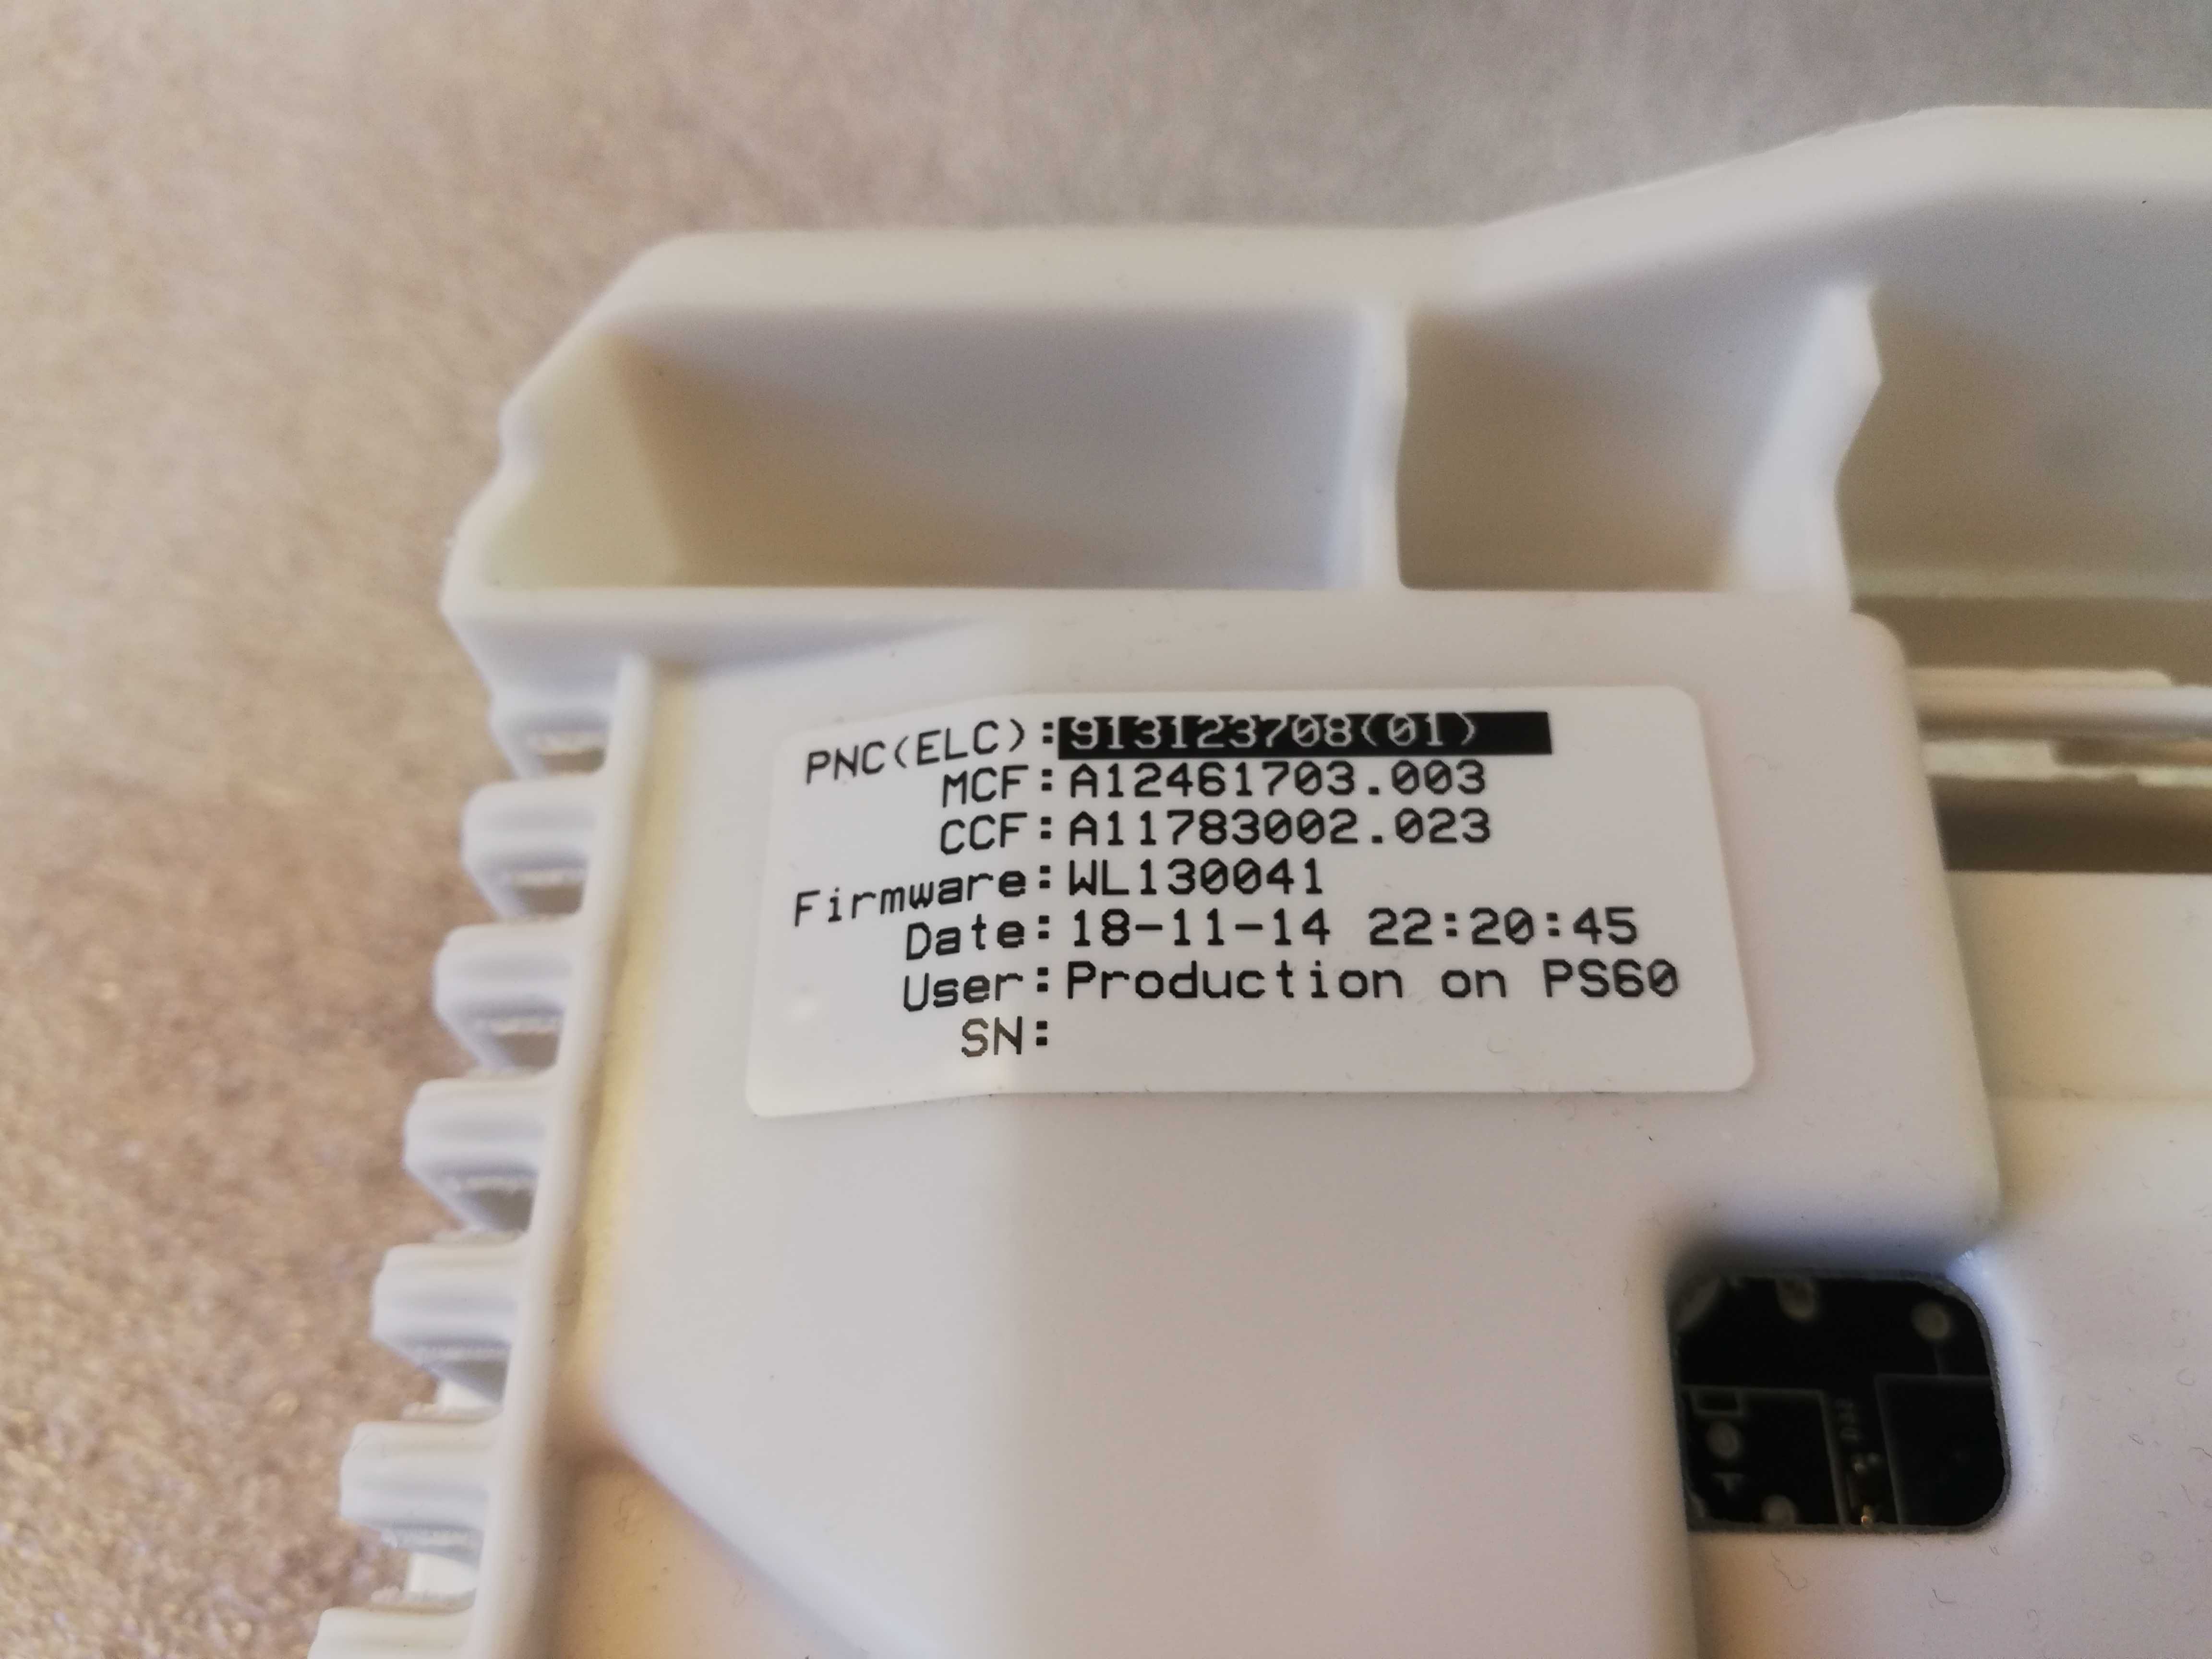 PNC(ELC):913123708(01)
MCF:A12461703.003
CCF:A11783002.023
Firmware:WL130041
Date:18-11-14 22:20:45
User:Production on PS60
SN: